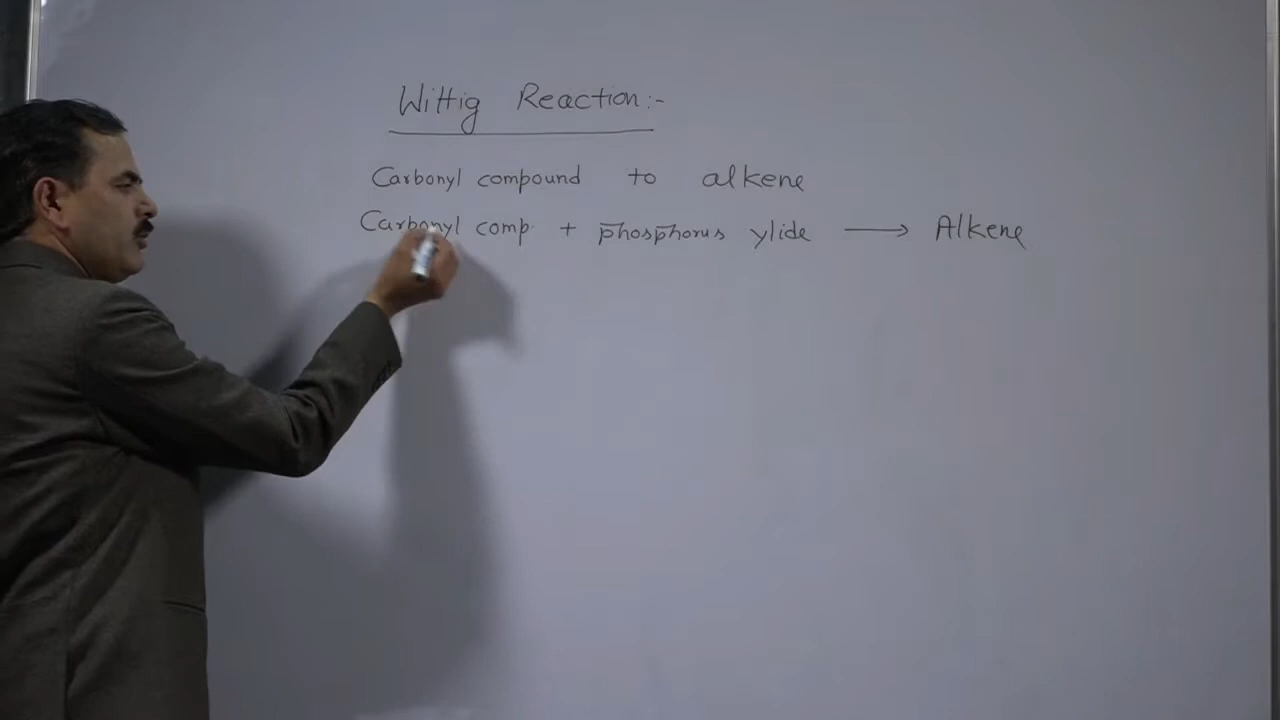 Wittig Reaction:-
Carbonyl compound to alkene
Carbonyl comp + phosphorus ylide ⟶ Alkene